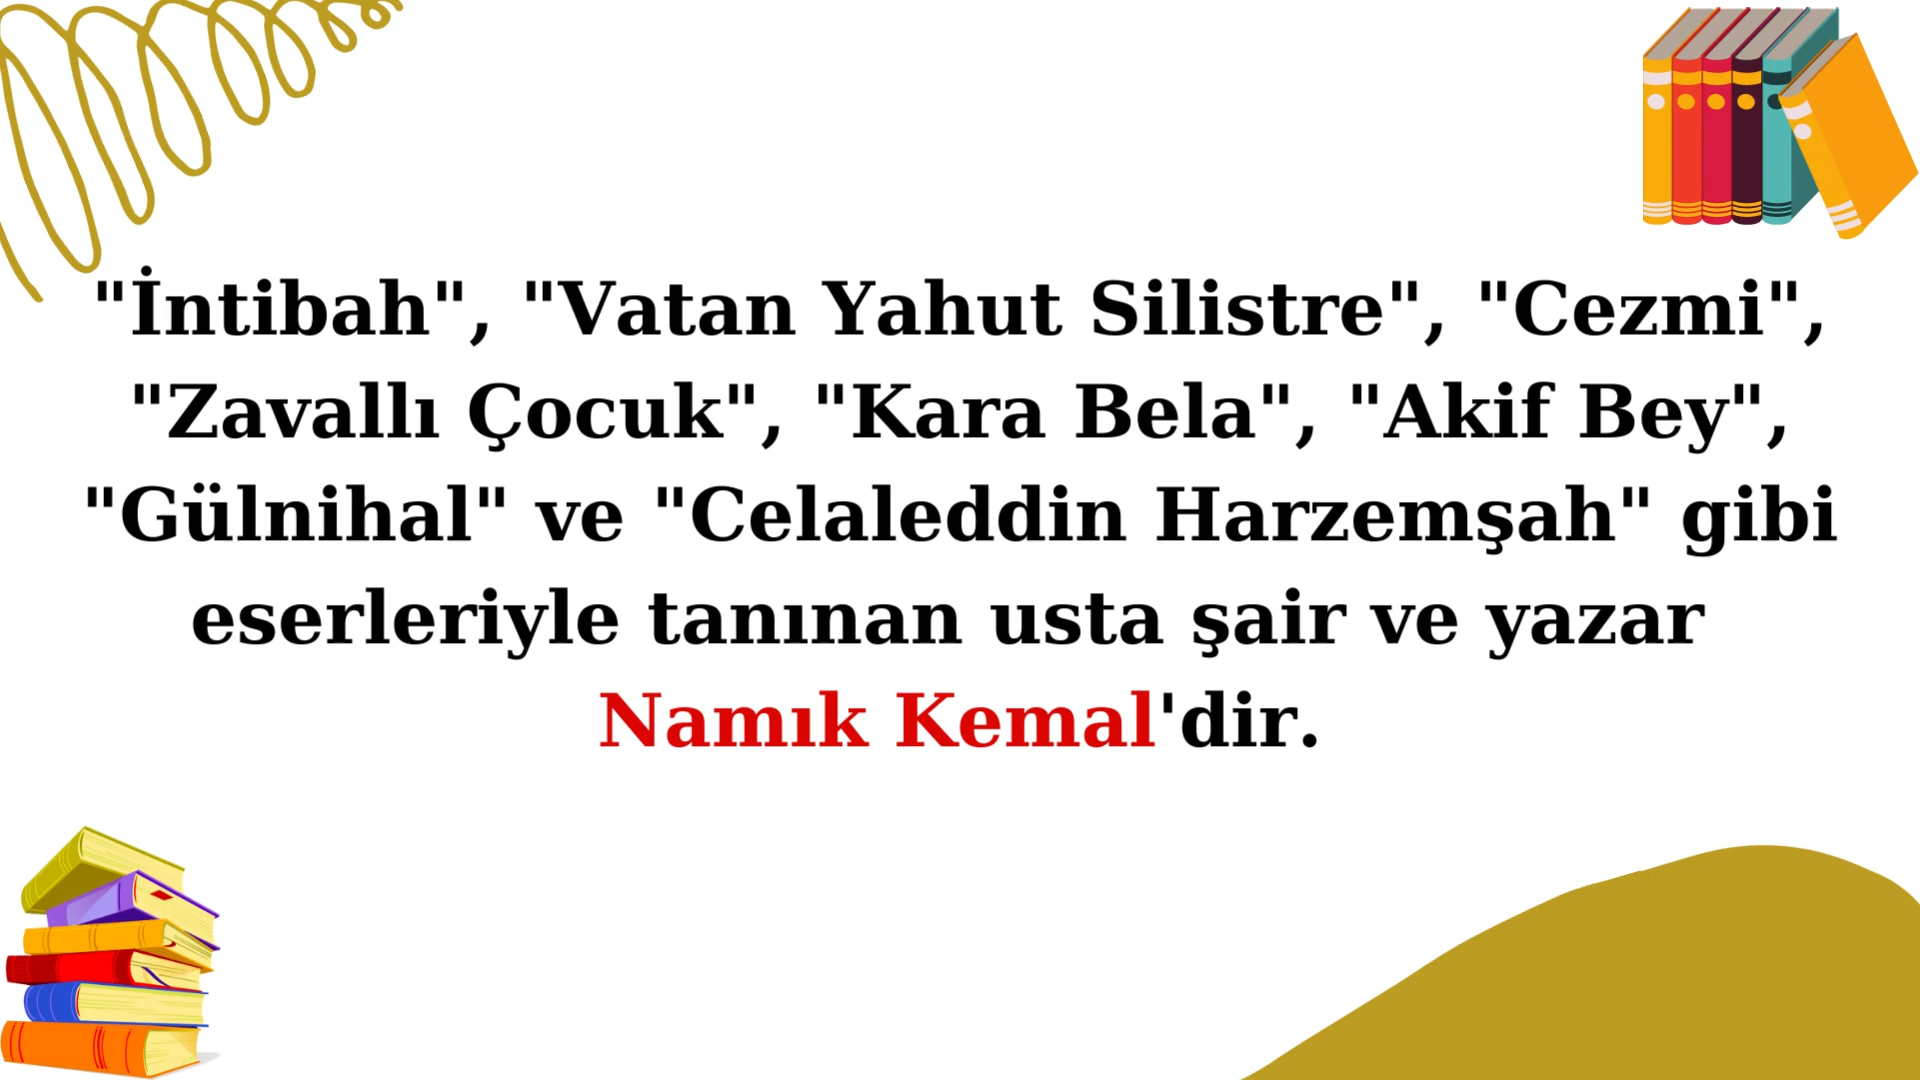 "İntibah", "Vatan Yahut Silistre", "Cezmi",
"Zavallı Çocuk", "Kara Bela", "Akif Bey",
"Gülnihal" ve "Celaleddin Harzemşah" gibi
eserleriyle tanınan usta şair ve yazar
Namık Kemal'dir.